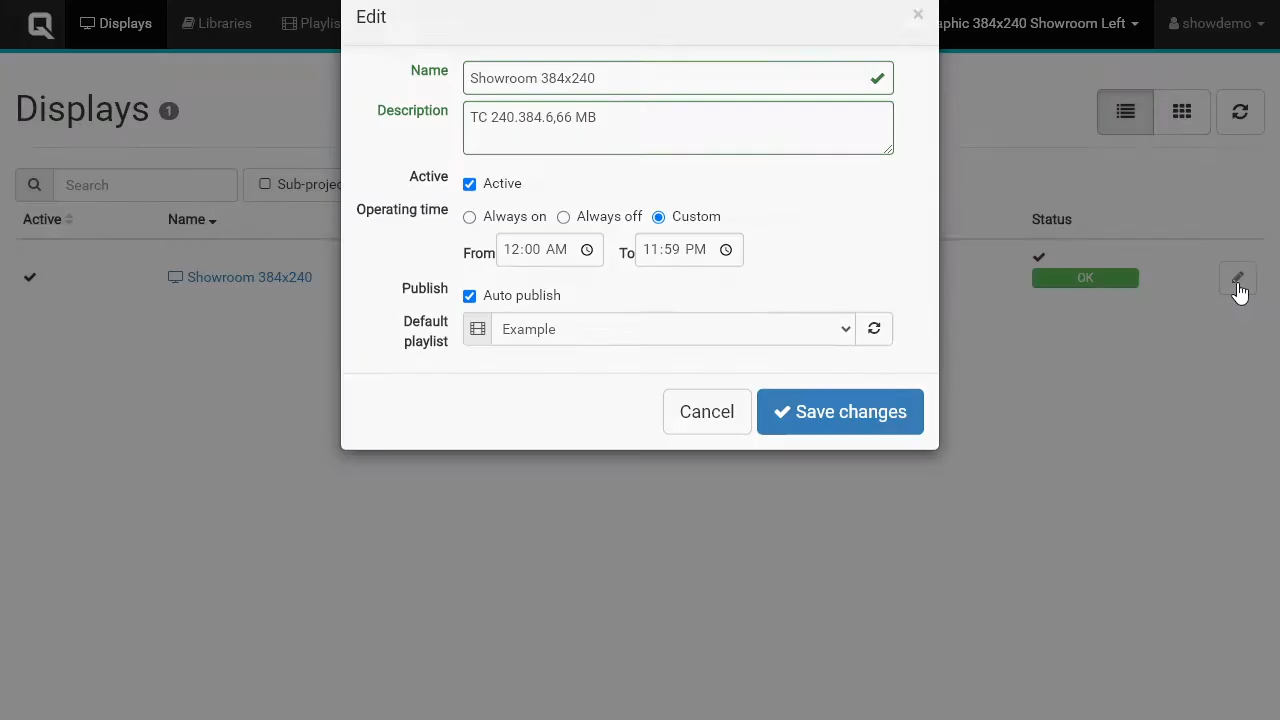 Edit
×
Displays
Libraries
aphic 384x240 Showroom Left
showdemo
Displays 1
Name
Showroom 384x240
Description
TC 240.384.6,66 MB
Active
Active
Operating time
Always on
Always off
Custom
From
12:00 AM
To
11:59 PM
Publish
Auto publish
Default playlist
Example
Cancel
Save changes
Search
Active
Name
Status
Showroom 384x240
OK